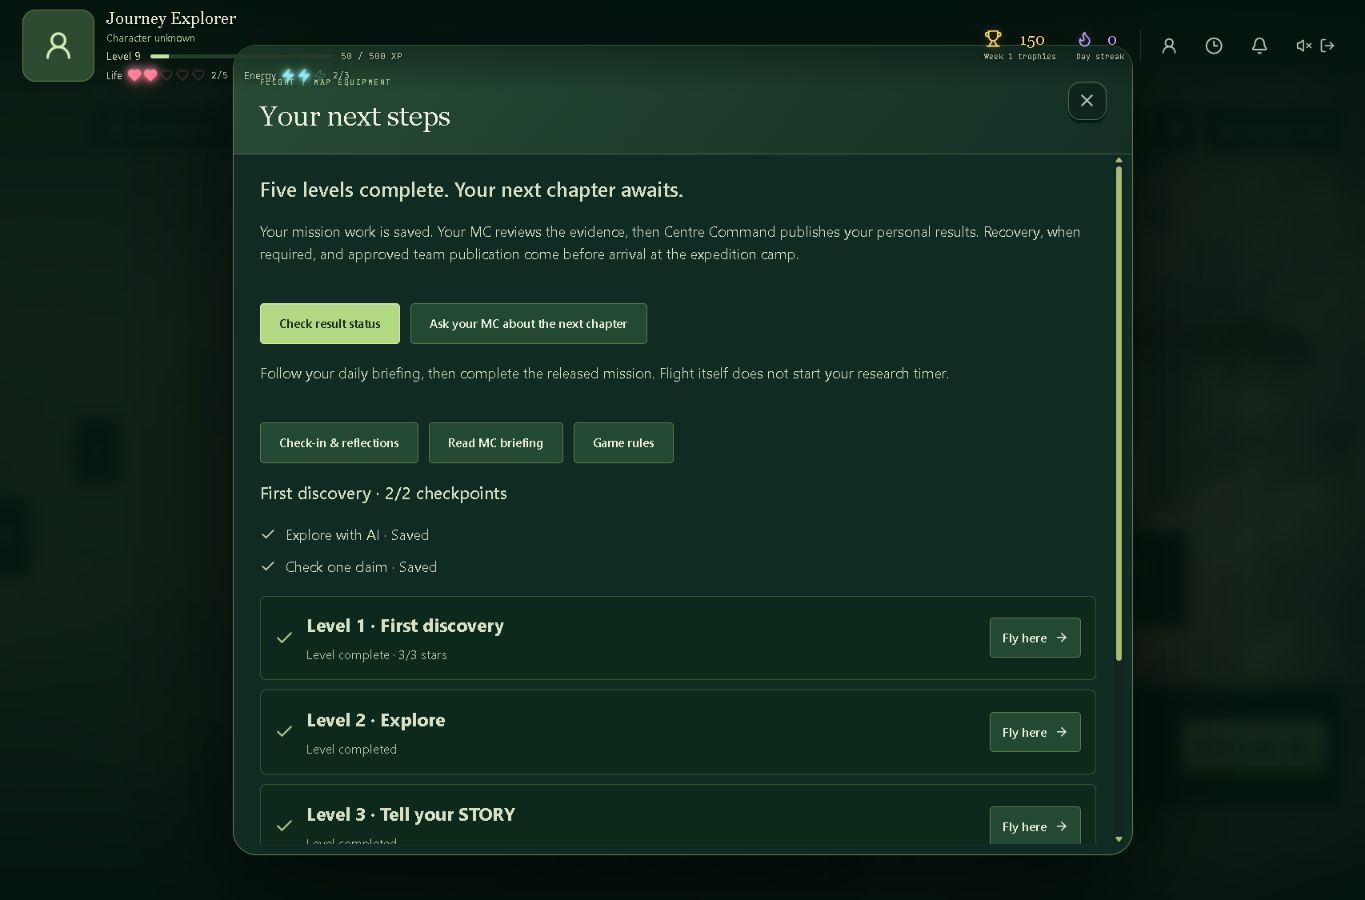 Journey Explorer
Character unknown
Level 9
50 / 500 XP
Life
2/5
Energy
2/3
150
Week 1 trophies
0
Day streak
FLIGHT / MAP EQUIPMENT
Your next steps
Five levels complete. Your next chapter awaits.
Your mission work is saved. Your MC reviews the evidence, then Centre Command publishes your personal results. Recovery, when
required, and approved team publication come before arrival at the expedition camp.
Check result status
Ask your MC about the next chapter
Follow your daily briefing, then complete the released mission. Flight itself does not start your research timer.
Check-in & reflections
Read MC briefing
Game rules
First discovery · 2/2 checkpoints
Explore with AI · Saved
Check one claim · Saved
Level 1 · First discovery
Level complete · 3/3 stars
Fly here
Level 2 · Explore
Level completed
Fly here
Level 3 · Tell your STORY
Level completed
Fly here